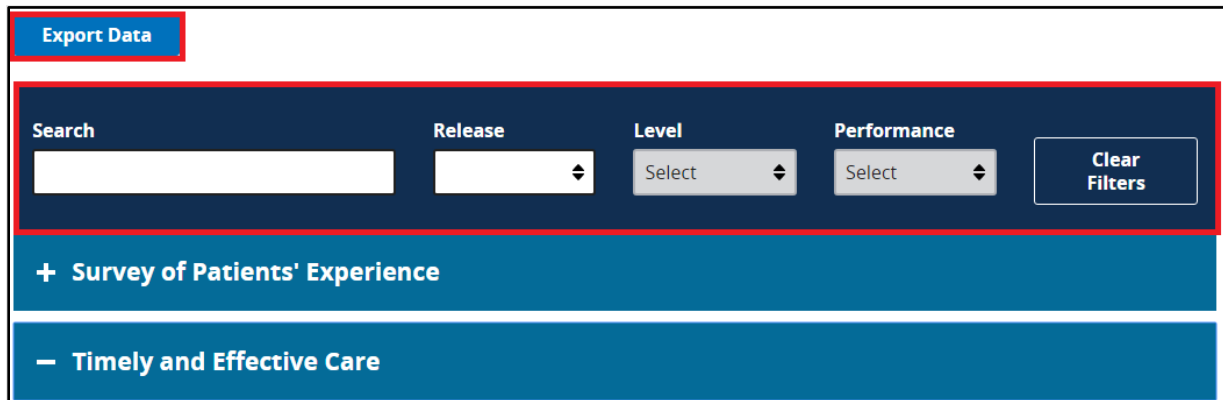 Export Data
Search Release Level Performance
Select Select Clear
Filters
+ Survey of Patients' Experience
− Timely and Effective Care